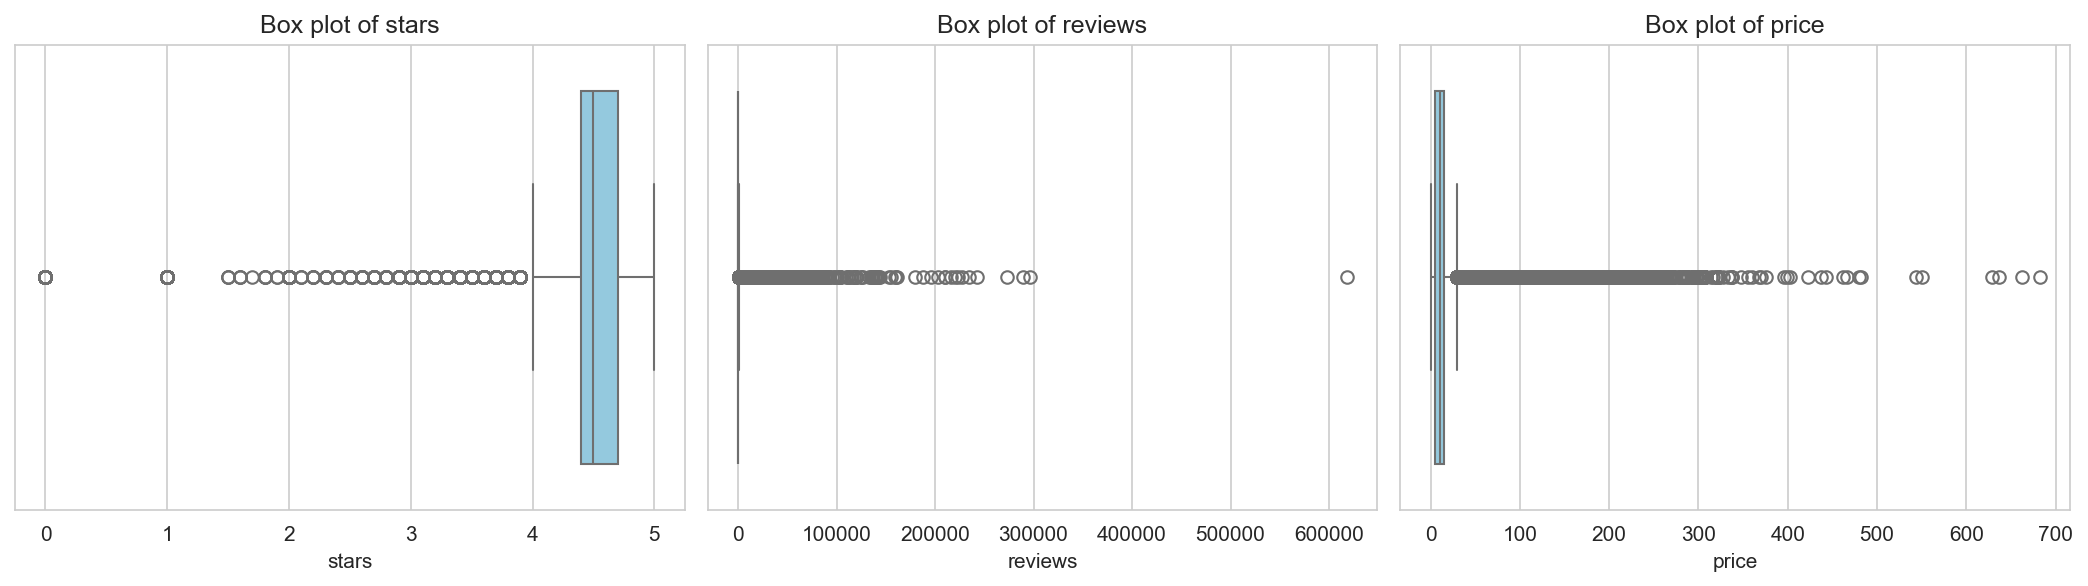 Box plot of stars
0 1 2 3 4 5
stars
Box plot of reviews
0 100000 200000 300000 400000 500000 600000
reviews
Box plot of price
0 100 200 300 400 500 600 700
price